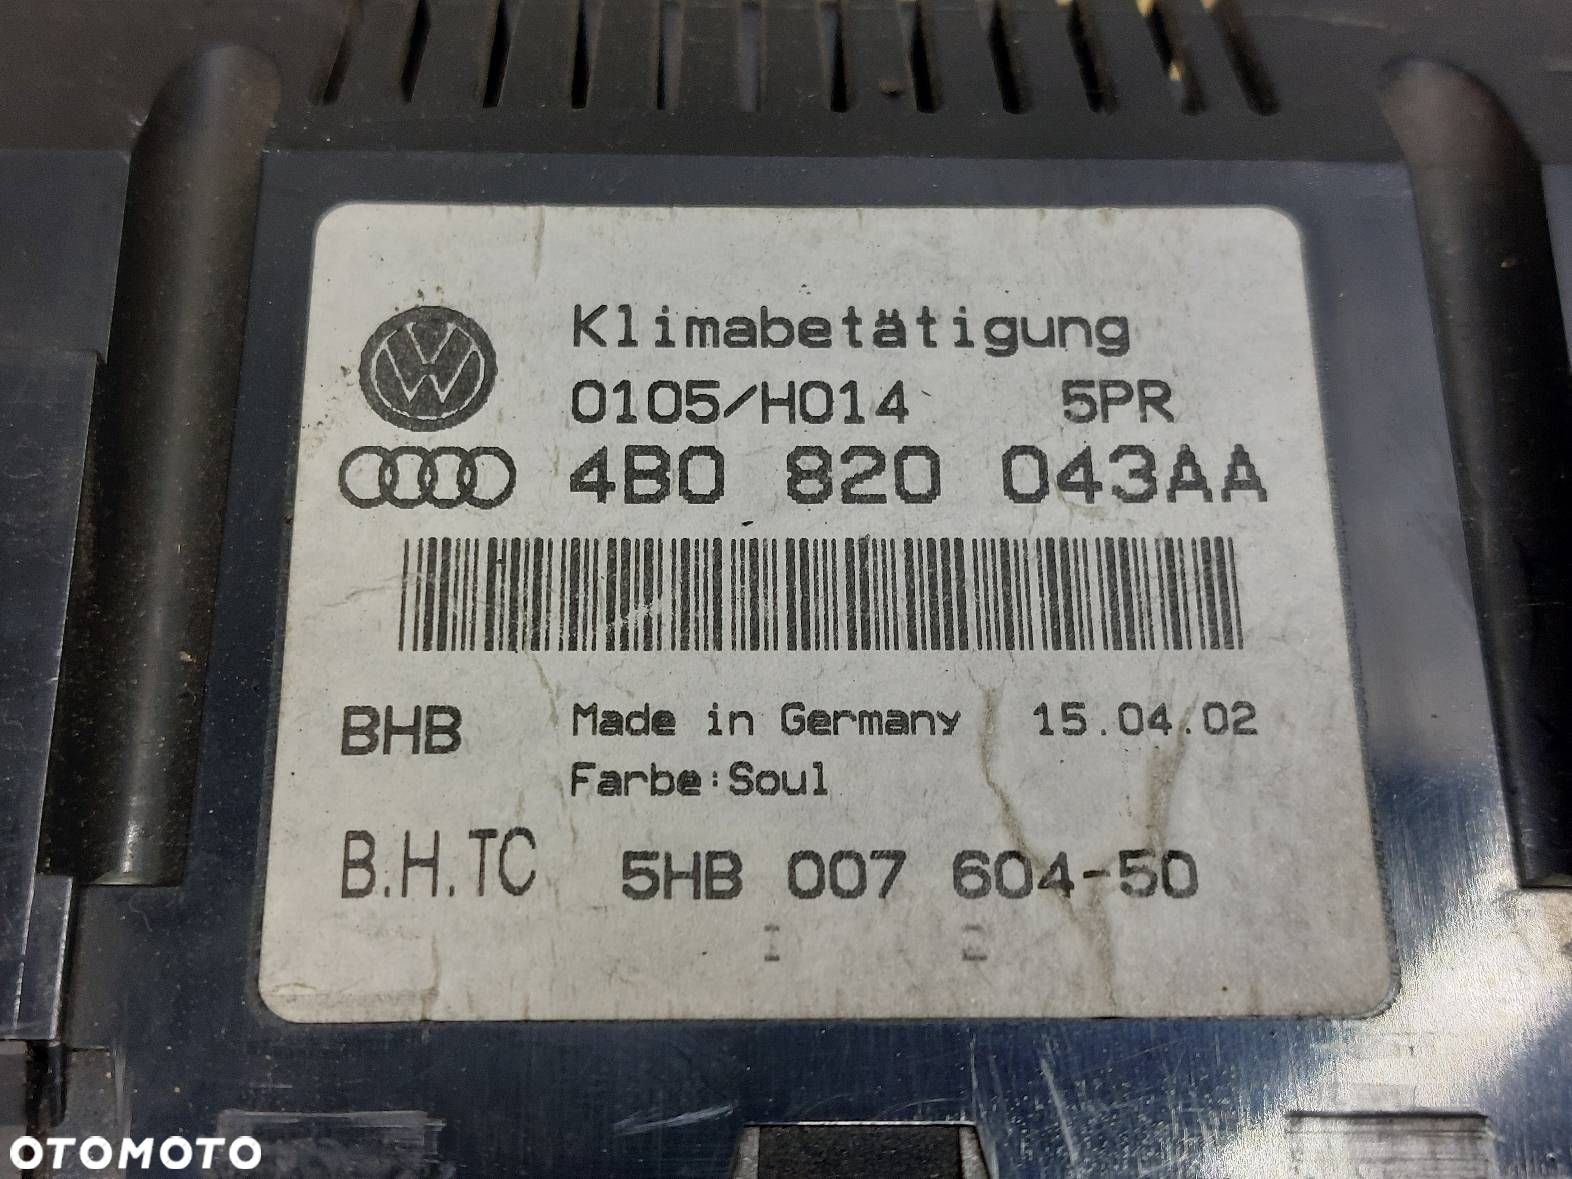 Klimabetätigung
0105/H014 5PR
4B0 820 043AA
BHB Made in Germany 15.04.02
Farbe:Soul
B.H.TC 5HB 007 604-50
I 2
OTOMOTO